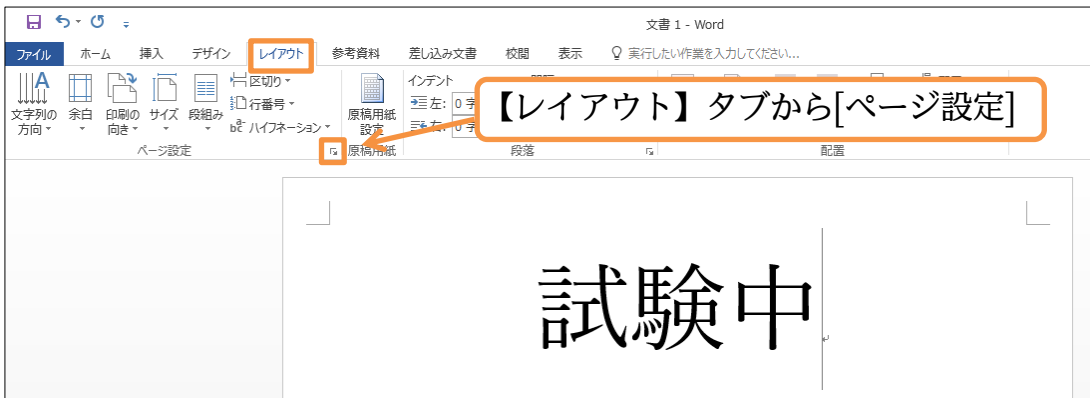 文書 1 - Word
ファイル ホーム 挿入 デザイン レイアウト 参考資料 差し込み文書 校閲 表示 実行したい作業を入力してください...
文字列の方向 余白 印刷の向き サイズ 段組み
区切り
行番号
bc ハイフネーション
原稿用紙設定
インデント
左: 0 字
右: 0 字
【レイアウト】タブから[ページ設定]
ページ設定 原稿用紙 段落 配置
試験中